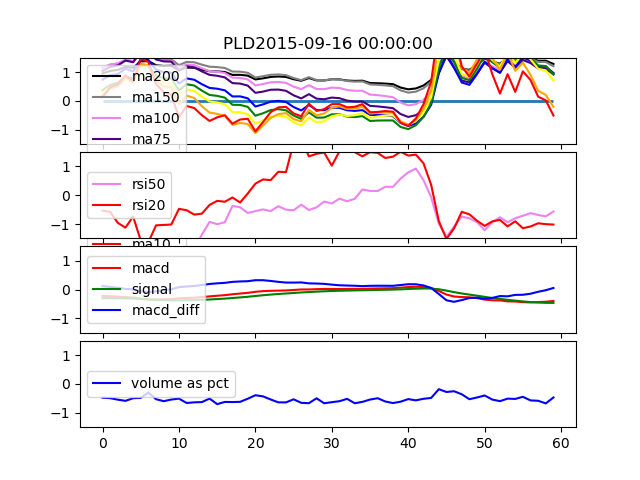 PLD2015-09-16 00:00:00
1
0
−1
ma200
ma150
ma100
ma75
1
0
−1
rsi50
rsi20
ma10
1
0
−1
macd
signal
macd_diff
1
0
−1
volume as pct
0 10 20 30 40 50 60